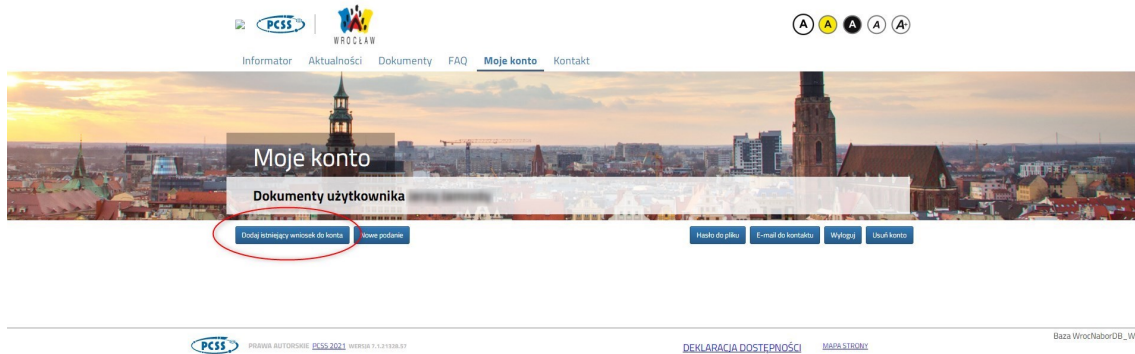 PCSS
WROCŁAW
A A A A A+
Informator Aktualności Dokumenty FAQ Moje konto Kontakt
Moje konto
Dokumenty użytkownika
Dodaj istniejący wniosek do konta Nowe podanie Hasło do pliku E-mail do kontaktu Wyloguj Usuń konto
Baza WrocNaborDB_W
PCSS PRAWA AUTORSKIE PCSS 2021 WERSJA DEKLARACJA DOSTĘPNOŚCI MAPA STRONY